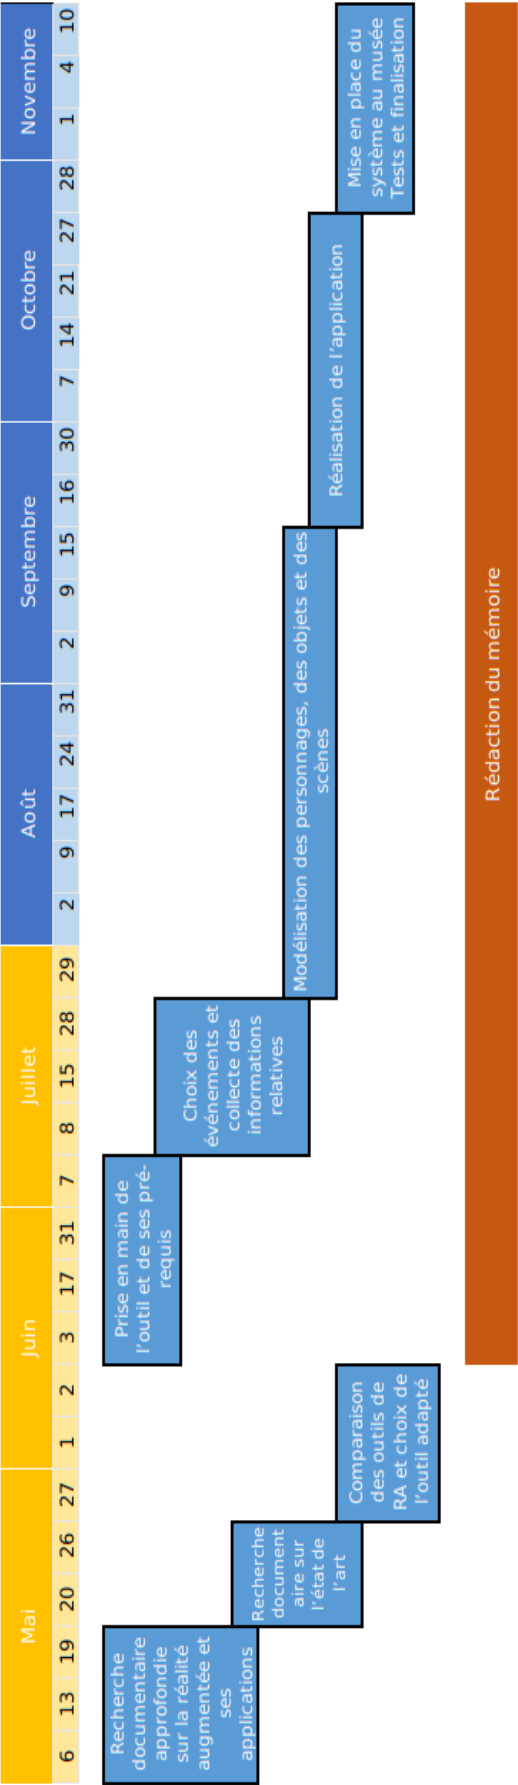 Mai Juin Juillet Août Septembre Octobre Novembre
6 13 19 20 26 27 1 2 3 17 31 7 8 15 28 29 2 9 17 24 31 2 9 15 16 30 7 14 21 27 28 1 4 10
Recherche
documentaire
approfondie
sur la réalité
augmentée et
ses
applications
Recherche
document
aire sur
l'état de
l'art
Comparaison
des outils de
RA et choix de
l'outil adapté
Prise en main de
l'outil et de ses pré-
requis
Choix des
événements et
collecte des
informations
relatives
Modélisation des personnages, des objets et des
scènes
Réalisation de l'application
Mise en place du
système au musée
Tests et finalisation
Rédaction du mémoire